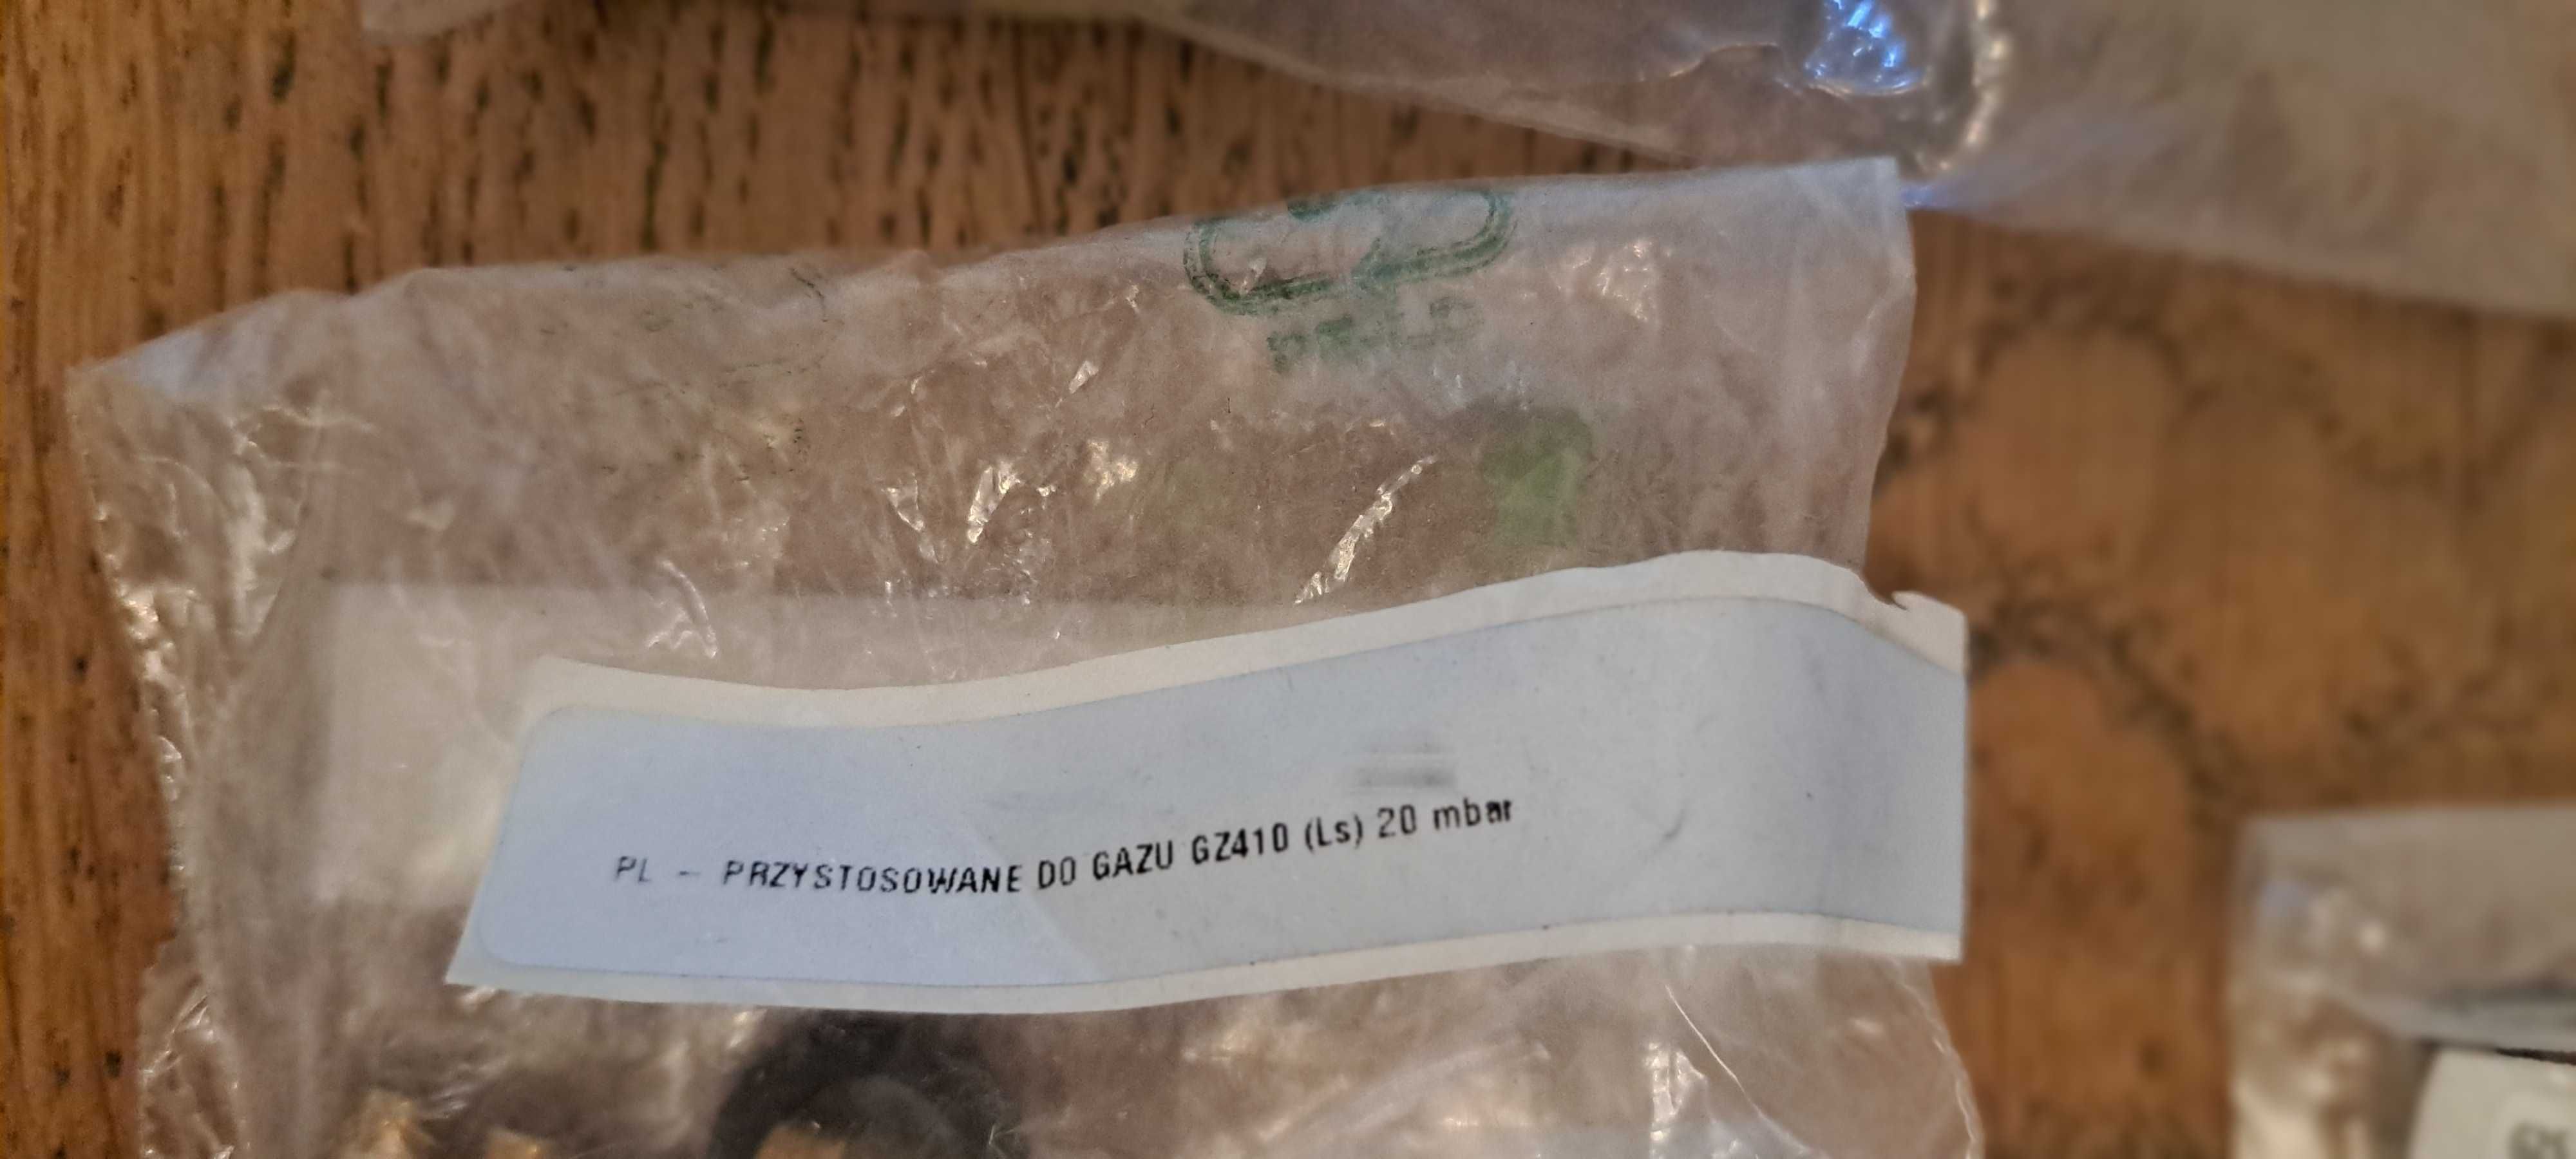 PL - PRZYSTOSOWANE DO GAZU GZ410 (Ls) 20 mbar